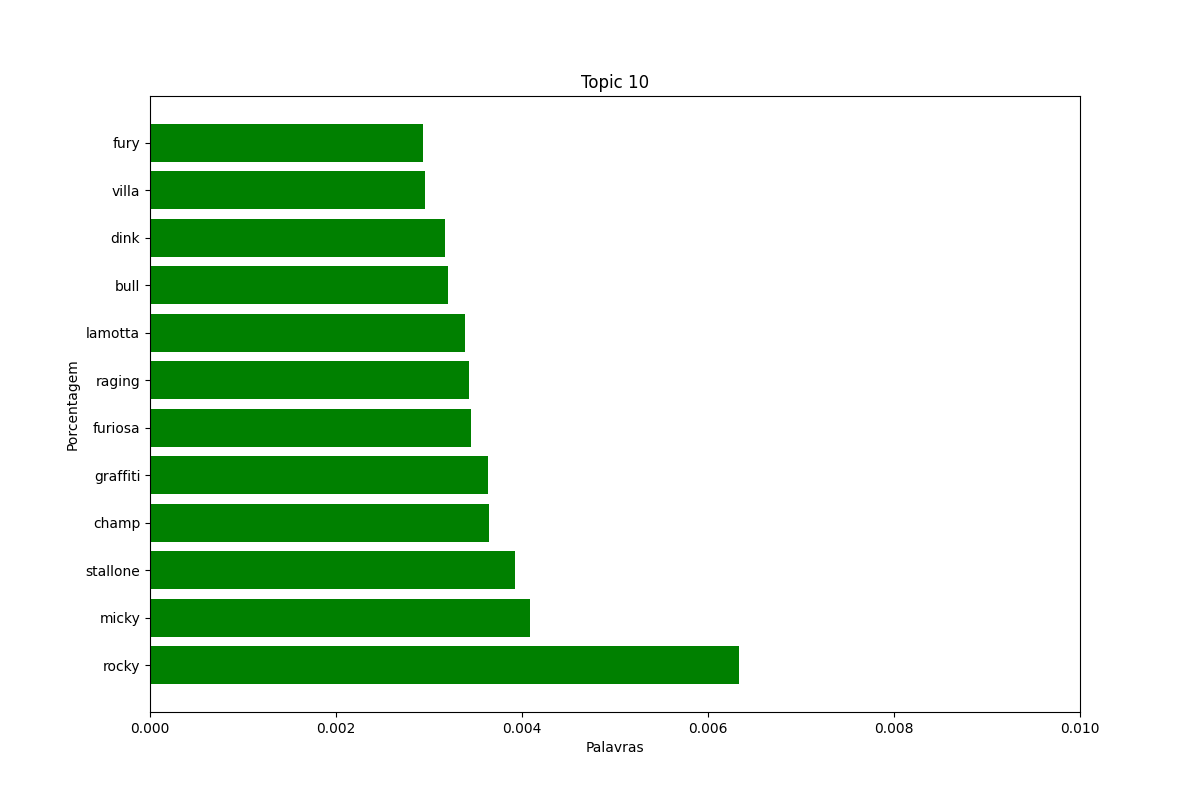 Topic 10
fury
villa
dink
bull
lamotta
raging
furiosa
graffiti
champ
stallone
micky
rocky
Porcentagem
0.000 0.002 0.004 0.006 0.008 0.010
Palavras